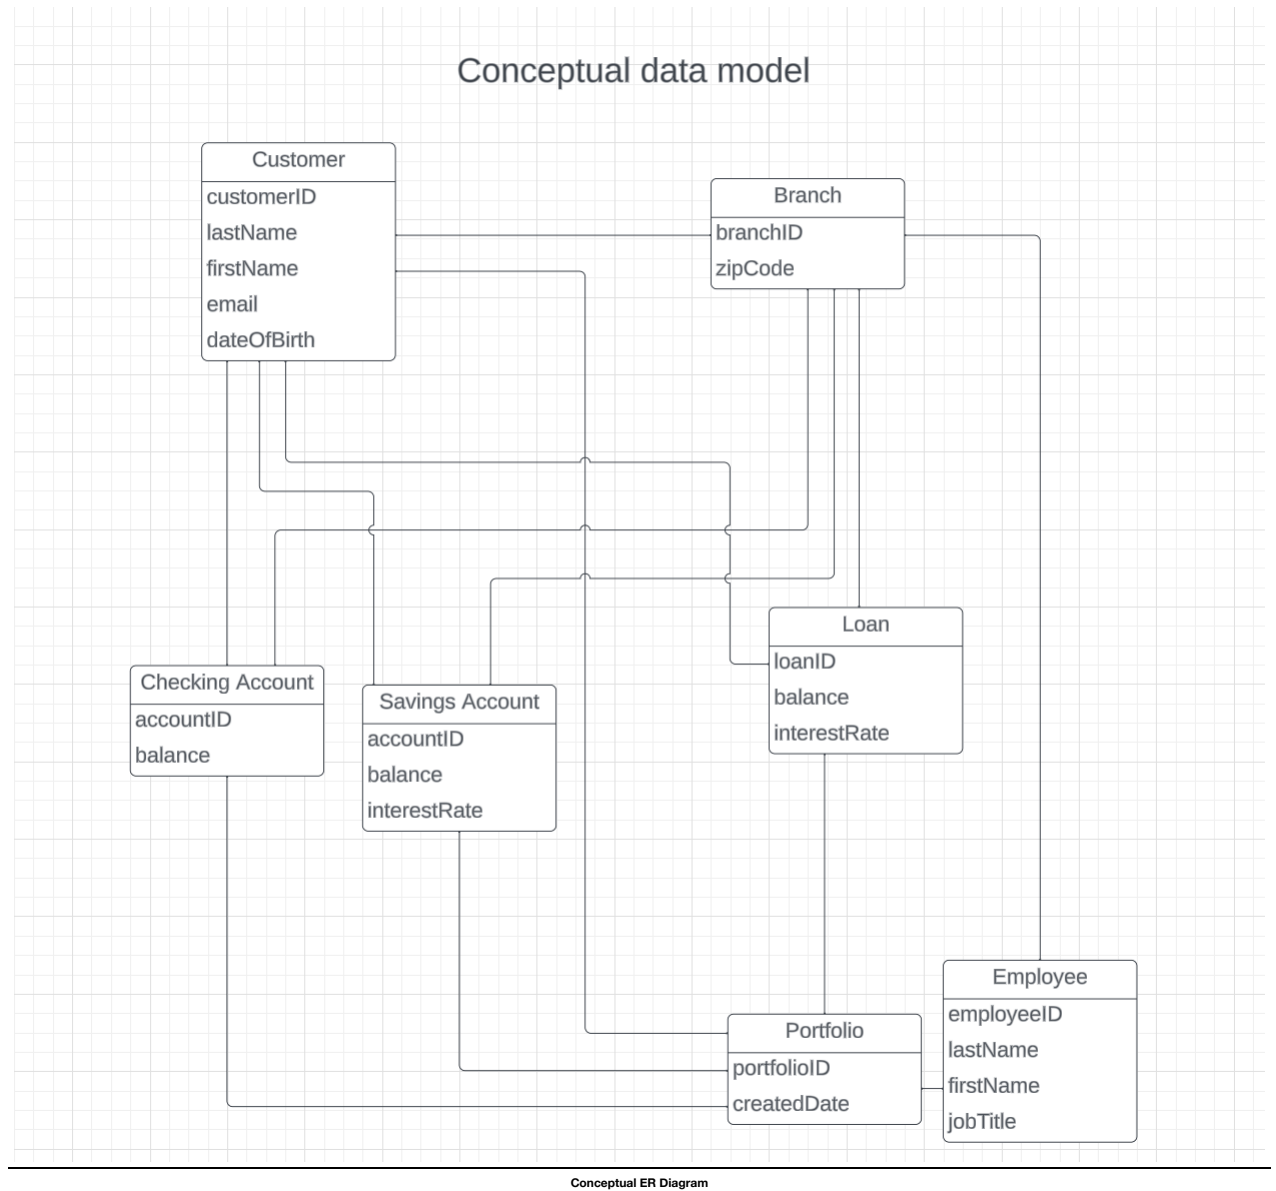 Conceptual data model
Customer
customerID
lastName
firstName
email
dateOfBirth
Branch
branchID
zipCode
Checking Account
accountID
balance
Savings Account
accountID
balance
interestRate
Loan
loanID
balance
interestRate
Portfolio
portfolioID
createdDate
Employee
employeeID
lastName
firstName
jobTitle
Conceptual ER Diagram